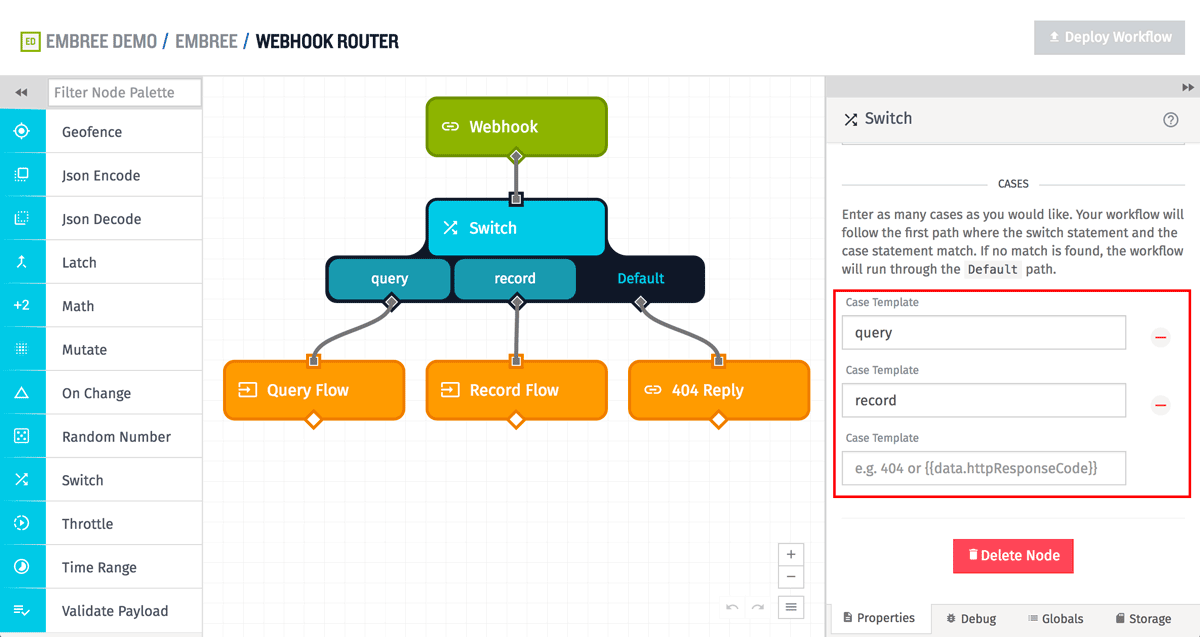 ED EMBREE DEMO / EMBREE / WEBHOOK ROUTER
Deploy Workflow
Filter Node Palette
Geofence
Json Encode
Json Decode
Latch
+2 Math
Mutate
On Change
Random Number
Switch
Throttle
Time Range
Validate Payload
Webhook
Switch
query record Default
Query Flow Record Flow 404 Reply
+
−
Switch
?
CASES
Enter as many cases as you would like. Your workflow will
follow the first path where the switch statement and the
case statement match. If no match is found, the workflow
will run through the Default path.
Case Template
query
Case Template
record
Case Template
e.g. 404 or {{data.httpResponseCode}}
Delete Node
Properties Debug Globals Storage